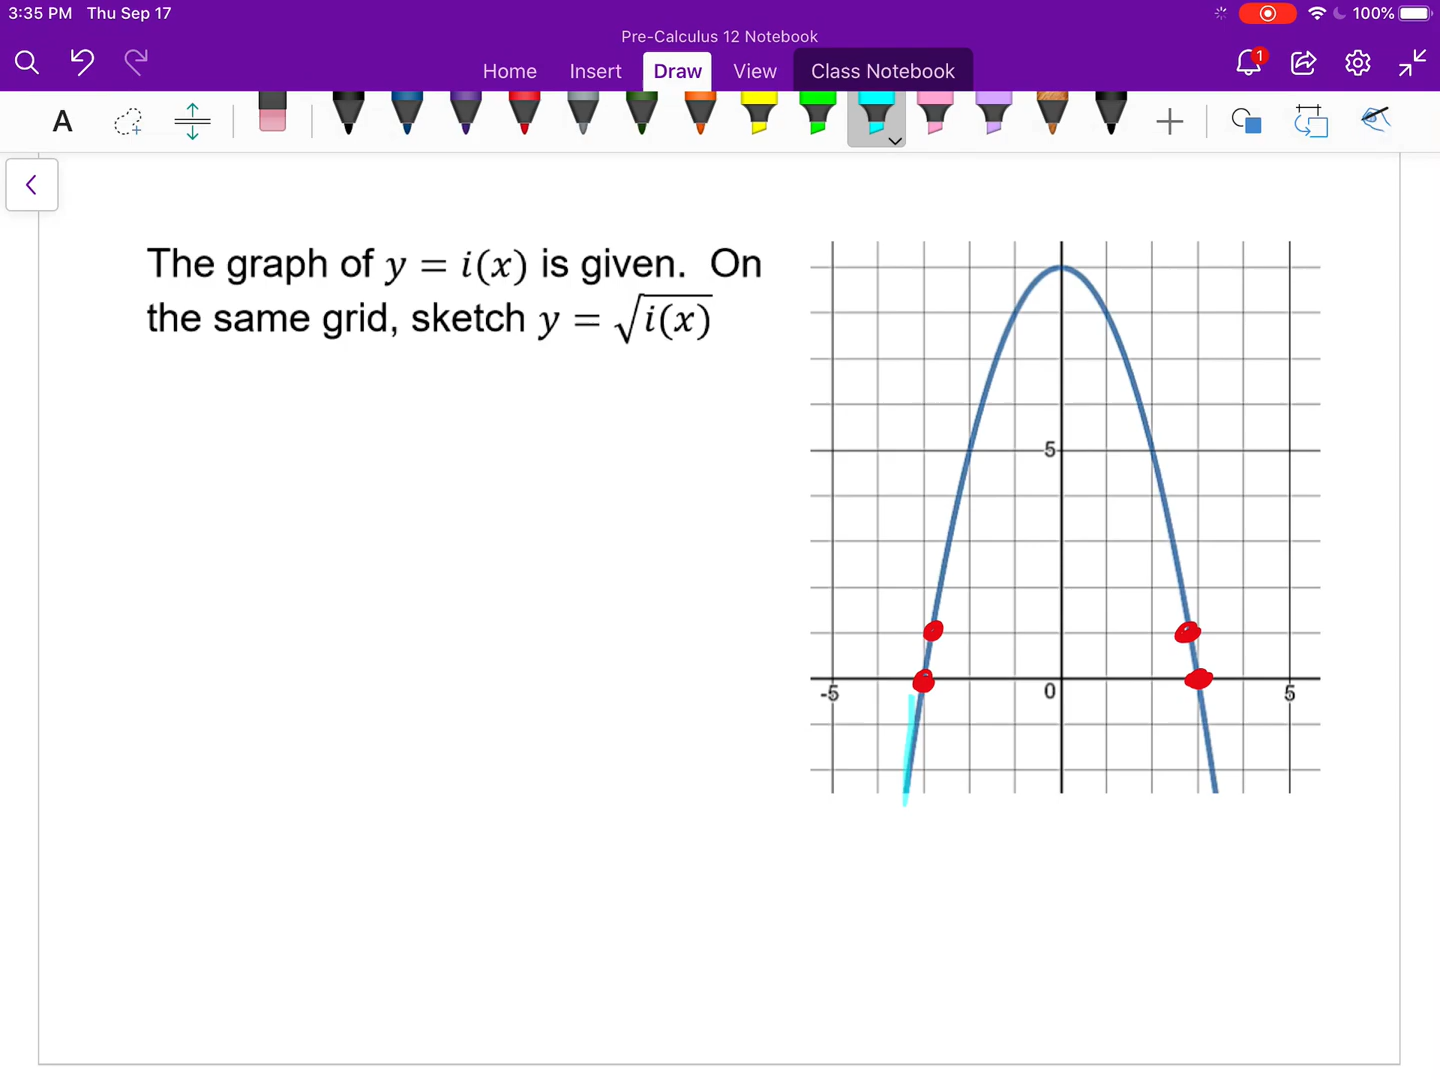 3:35 PM Thu Sep 17
100%
Pre-Calculus 12 Notebook
1
Home Insert Draw View Class Notebook
A
The graph of y = i(x) is given. On
the same grid, sketch y = √i(x)
5
-5 0 5